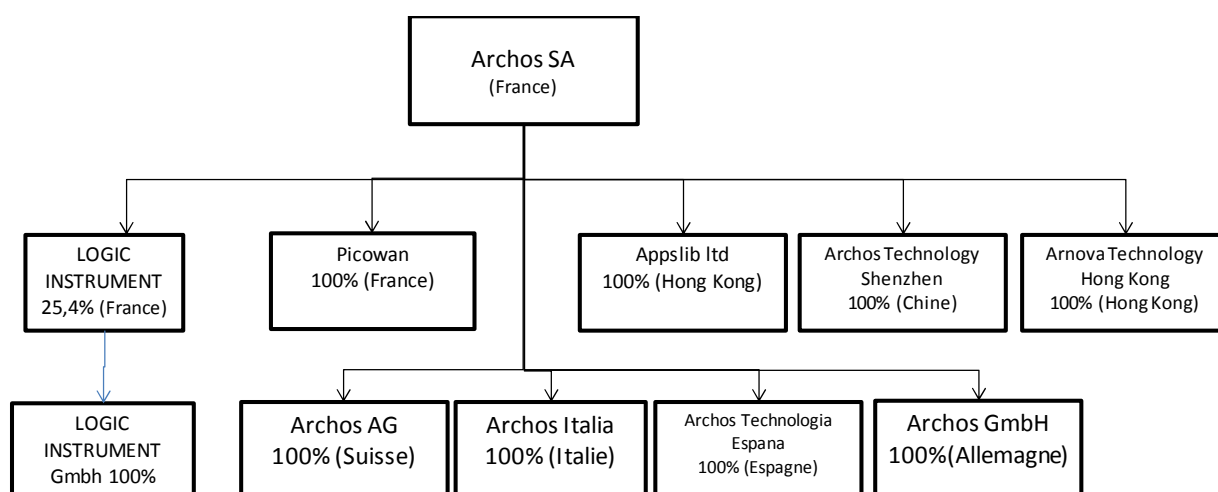 Archos SA
(France)
LOGIC
INSTRUMENT
25,4% (France)
Picowan
100% (France)
Appslib ltd
100% (Hong Kong)
Archos Technology
Shenzhen
100% (Chine)
Arnova Technology
Hong Kong
100% (Hong Kong)
LOGIC
INSTRUMENT
Gmbh 100%
Archos AG
100% (Suisse)
Archos Italia
100% (Italie)
Archos Technologia
Espana
100% (Espagne)
Archos GmbH
100%(Allemagne)